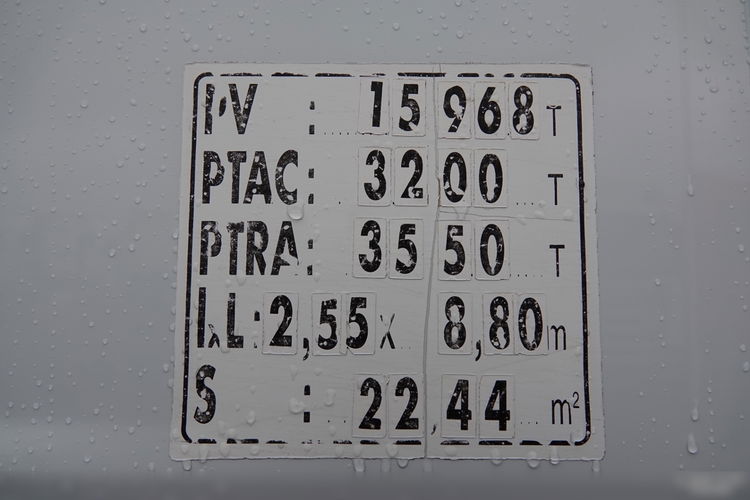 PV : 15 968 T
PTAC : 32 00 T
PTRA : 35 50 T
l.L : 2,55 x 8,80 m
S : 22,44 m²